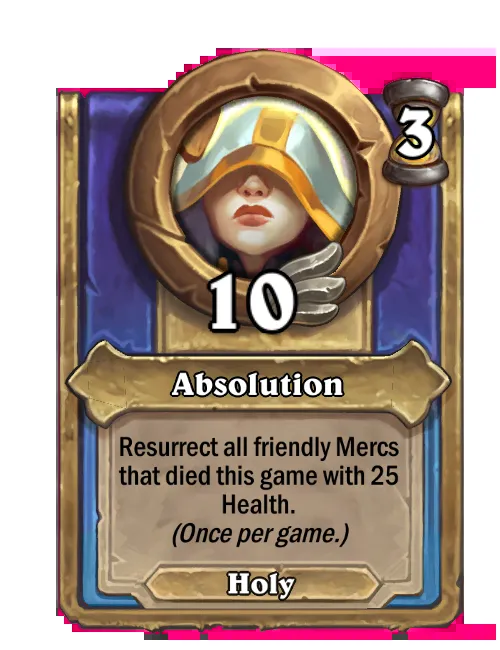 3
10
Absolution
Resurrect all friendly Mercs
that died this game with 25
Health.
(Once per game.)
Holy